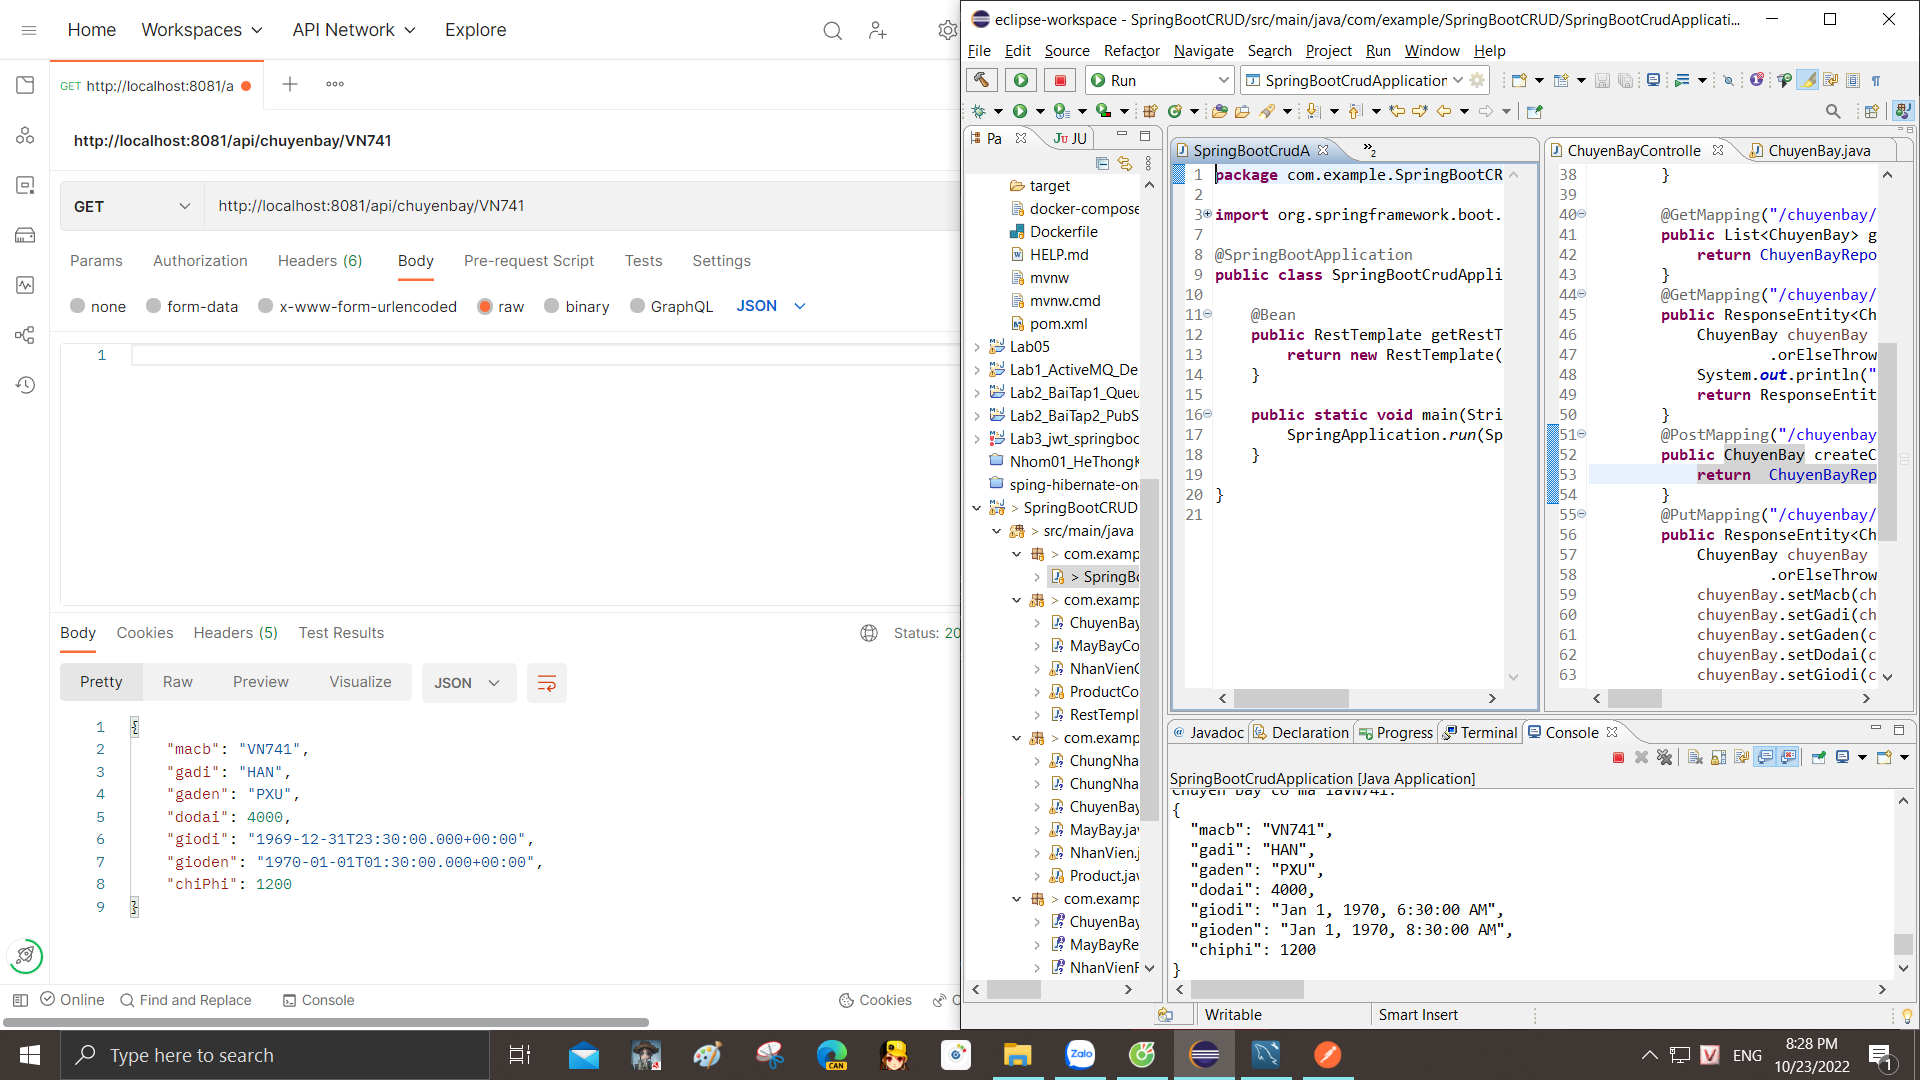 Home Workspaces API Network Explore
GET http://localhost:8081/a
http://localhost:8081/api/chuyenbay/VN741
GET http://localhost:8081/api/chuyenbay/VN741
Params Authorization Headers (6) Body Pre-request Script Tests Settings
none form-data x-www-form-urlencoded raw binary GraphQL JSON
1
Body Cookies Headers (5) Test Results Status: 20
Pretty Raw Preview Visualize JSON
1 {
2 "macb": "VN741",
3 "gadi": "HAN",
4 "gaden": "PXU",
5 "dodai": 4000,
6 "giodi": "1969-12-31T23:30:00.000+00:00",
7 "gioden": "1970-01-01T01:30:00.000+00:00",
8 "chiPhi": 1200
9 }
Online Find and Replace Console Cookies
eclipse-workspace - SpringBootCRUD/src/main/java/com/example/SpringBootCRUD/SpringBootCrudApplicati...
File Edit Source Refactor Navigate Search Project Run Window Help
Run SpringBootCrudApplication
Pa JU
target
docker-compose
Dockerfile
HELP.md
mvnw
mvnw.cmd
pom.xml
Lab05
Lab1_ActiveMQ_De
Lab2_BaiTap1_Queu
Lab2_BaiTap2_PubS
Lab3_jwt_springboo
Nhom01_HeThongK
sping-hibernate-on
> SpringBootCRUD
> src/main/java
> com.examp
> SpringBo
> com.examp
ChuyenBay
MayBayCo
NhanVienC
ProductCo
RestTempl
> com.examp
ChungNha
ChungNha
ChuyenBay
MayBay.jav
NhanVien.j
Product.jav
> com.examp
ChuyenBay
MayBayRe
NhanVienF
SpringBootCrudA »2
1 package com.example.SpringBootCR
2
3 import org.springframework.boot.
7
8 @SpringBootApplication
9 public class SpringBootCrudAppli
10
11 @Bean
12 public RestTemplate getRestT
13 return new RestTemplate(
14 }
15
16 public static void main(Stri
17 SpringApplication.run(Sp
18 }
19
20 }
21
ChuyenBayControlle ChuyenBay.java
38 }
39
40 @GetMapping("/chuyenbay/
41 public List<ChuyenBay> g
42 return ChuyenBayRepo
43 }
44 @GetMapping("/chuyenbay/
45 public ResponseEntity<Ch
46 ChuyenBay chuyenBay
47 .orElseThrow
48 System.out.println("
49 return ResponseEntit
50 }
51 @PostMapping("/chuyenbay
52 public ChuyenBay createC
53 return ChuyenBayRep
54 }
55 @PutMapping("/chuyenbay/
56 public ResponseEntity<Ch
57 ChuyenBay chuyenBay
58 .orElseThrow
59 chuyenBay.setMacb(ch
60 chuyenBay.setGadi(ch
61 chuyenBay.setGaden(c
62 chuyenBay.setDodai(c
63 chuyenBay.setGiodi(c
@ Javadoc Declaration Progress Terminal Console
SpringBootCrudApplication [Java Application]
{
"macb": "VN741",
"gadi": "HAN",
"gaden": "PXU",
"dodai": 4000,
"giodi": "Jan 1, 1970, 6:30:00 AM",
"gioden": "Jan 1, 1970, 8:30:00 AM",
"chiphi": 1200
}
Writable Smart Insert
Type here to search
CAN
Zalo
V ENG
8:28 PM
10/23/2022
1